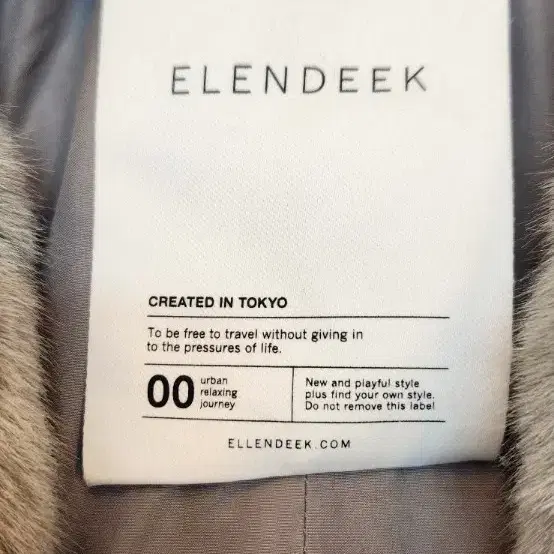 ELENDEEK
CREATED IN TOKYO
To be free to travel without giving in
to the pressures of life.
00 urban
relaxing
journey
New and playful style
plus find your own style.
Do not remove this label
ELLENDEEK.COM